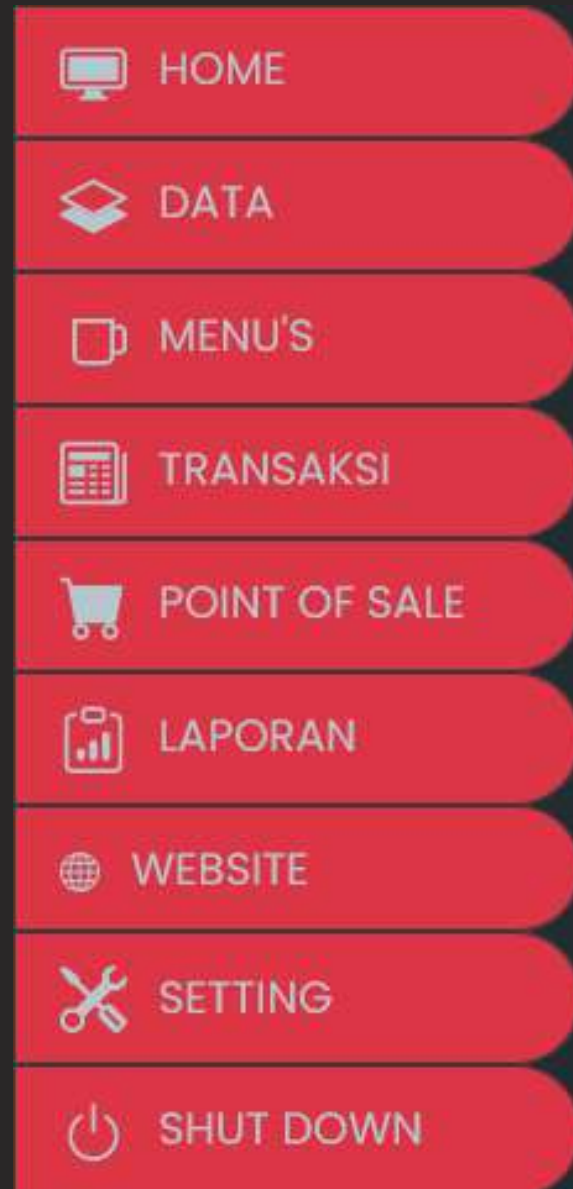 HOME
DATA
MENU'S
TRANSAKSI
POINT OF SALE
LAPORAN
WEBSITE
SETTING
SHUT DOWN